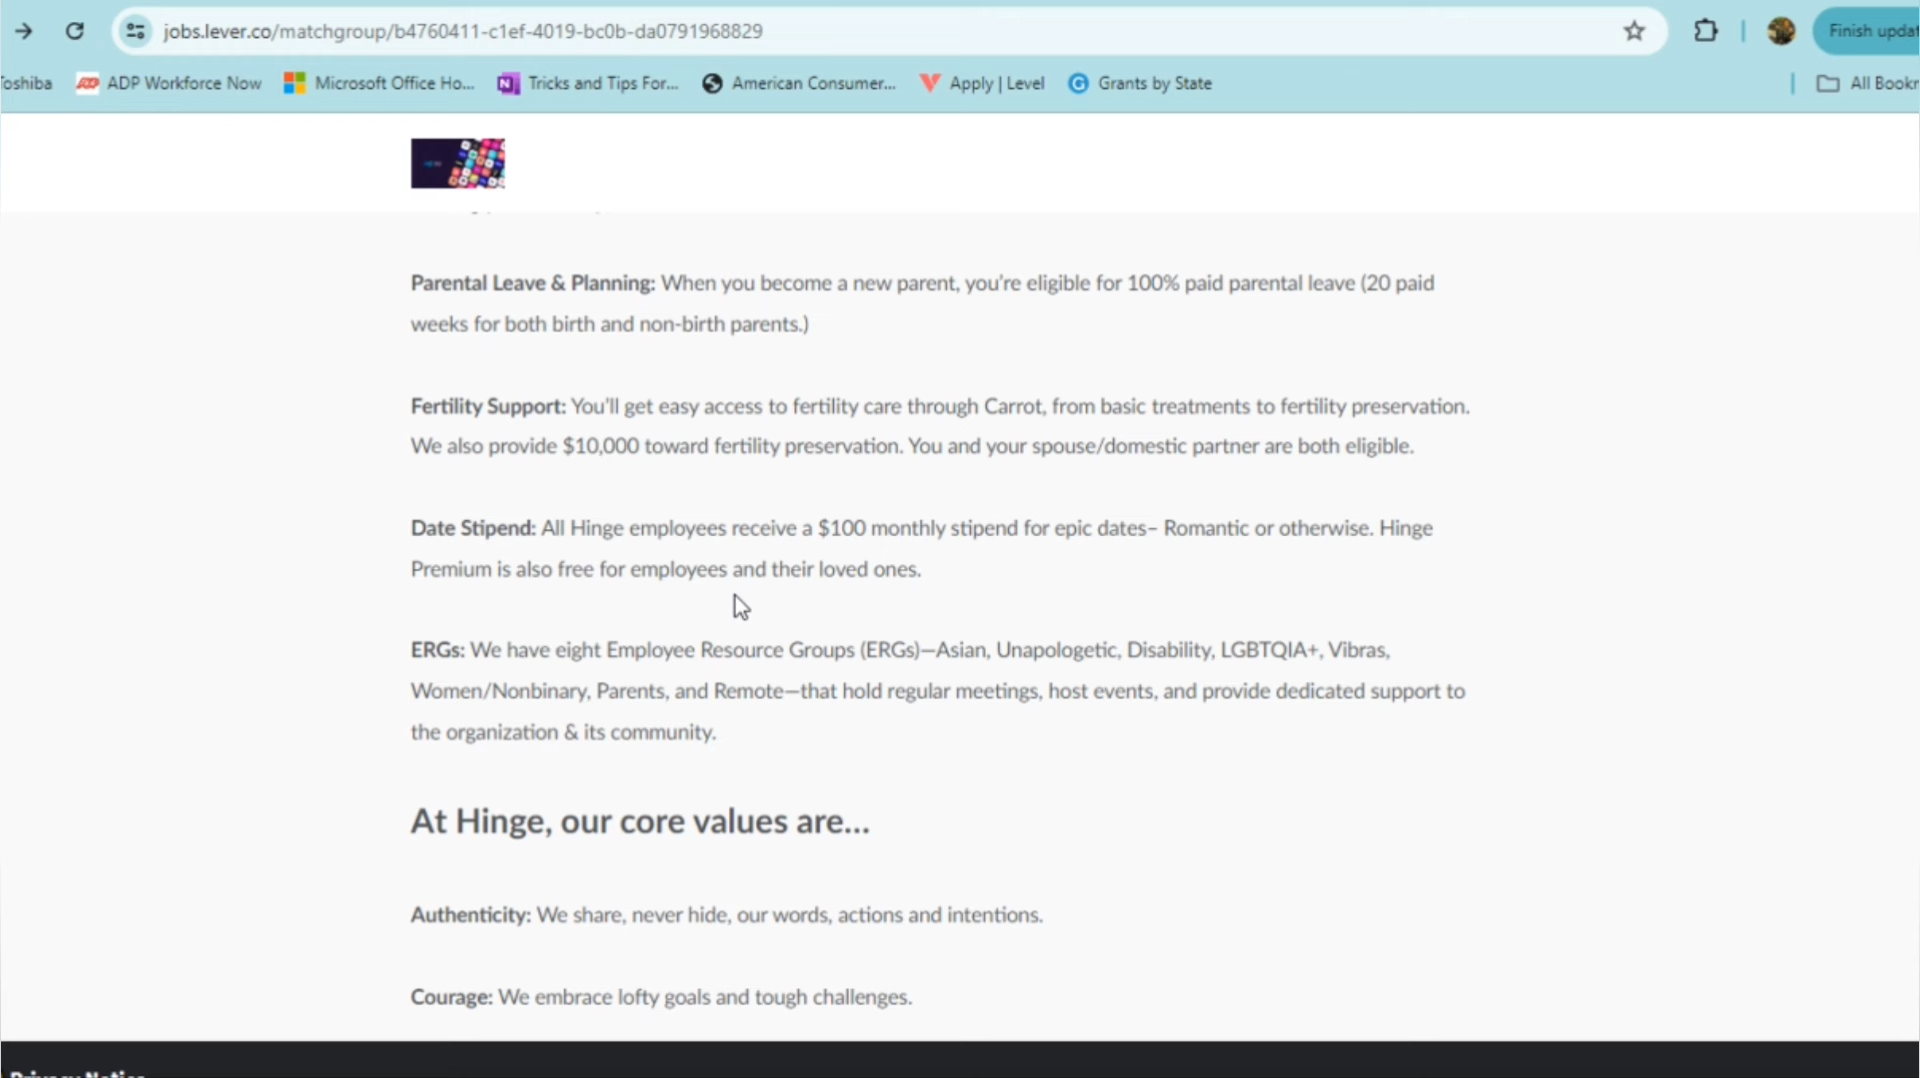 jobs.lever.co/matchgroup/b4760411-c1ef-4019-bc0b-da0791968829
Finish updat
oshiba ADP Workforce Now Microsoft Office Ho... Tricks and Tips For... American Consumer... Apply | Level Grants by State All Bookr
Parental Leave & Planning: When you become a new parent, you're eligible for 100% paid parental leave (20 paid
weeks for both birth and non-birth parents.)
Fertility Support: You'll get easy access to fertility care through Carrot, from basic treatments to fertility preservation.
We also provide $10,000 toward fertility preservation. You and your spouse/domestic partner are both eligible.
Date Stipend: All Hinge employees receive a $100 monthly stipend for epic dates– Romantic or otherwise. Hinge
Premium is also free for employees and their loved ones.
ERGs: We have eight Employee Resource Groups (ERGs)—Asian, Unapologetic, Disability, LGBTQIA+, Vibras,
Women/Nonbinary, Parents, and Remote—that hold regular meetings, host events, and provide dedicated support to
the organization & its community.
At Hinge, our core values are...
Authenticity: We share, never hide, our words, actions and intentions.
Courage: We embrace lofty goals and tough challenges.
Privacy Notice